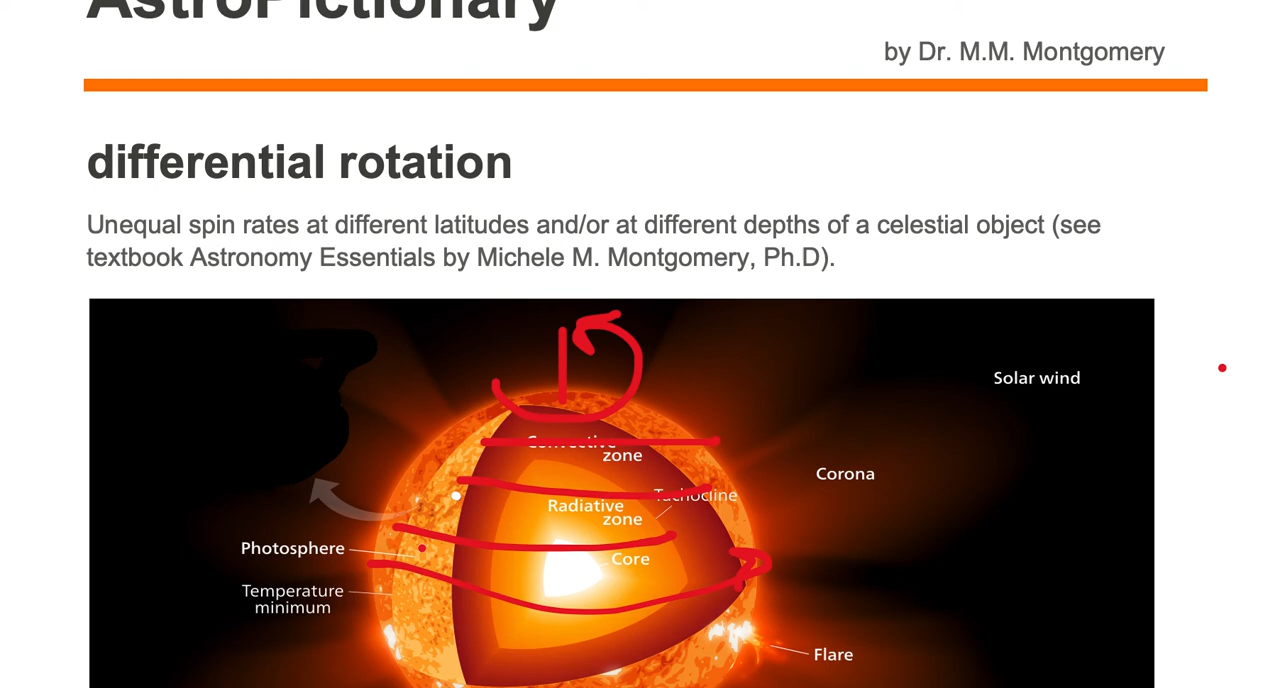 AstroPictionary
by Dr. M.M. Montgomery
differential rotation
Unequal spin rates at different latitudes and/or at different depths of a celestial object (see
textbook Astronomy Essentials by Michele M. Montgomery, Ph.D).
Solar wind
Convective
zone
Corona
Tachocline
Radiative
zone
Photosphere
Core
Temperature
minimum
Flare